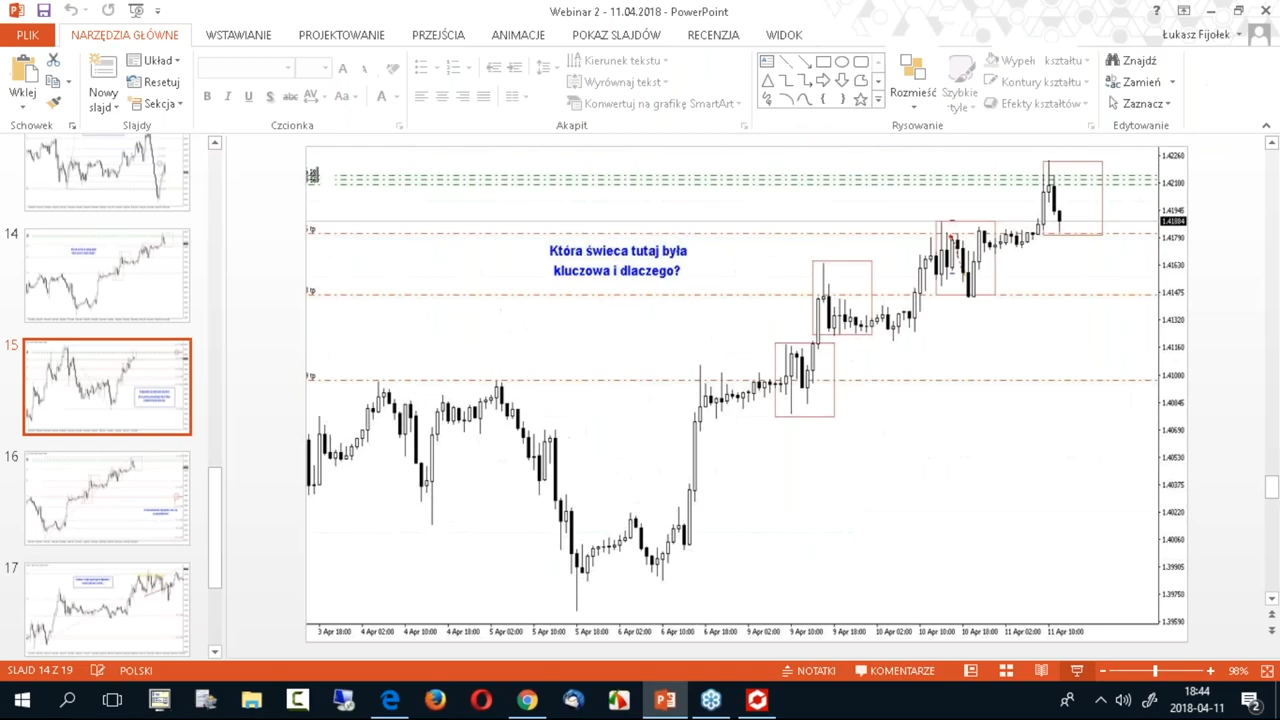 Webinar 2 - 11.04.2018 - PowerPoint
PLIK
NARZĘDZIA GŁÓWNE
WSTAWIANIE
PROJEKTOWANIE
PRZEJŚCIA
ANIMACJE
POKAZ SLAJDÓW
RECENZJA
WIDOK
Łukasz Fijołek
Wklej
Nowy slajd
Układ
Resetuj
Sekcja
B I U S abc AV Aa A
Kierunek tekstu
Wyrównaj tekst
Konwertuj na grafikę SmartArt
Rozmieść
Szybkie style
Wypełń kształtu
Kontury kształtu
Efekty kształtów
Znajdź
Zamień
Zaznacz
Schowek
Slajdy
Czcionka
Akapit
Rysowanie
Edytowanie
14
15
16
17
Która świeca tutaj była
kluczowa i dlaczego?
1.42260
1.42100
1.41945
1.41884
1.41790
1.41630
1.41475
1.41320
1.41160
1.41000
1.40845
1.40690
1.40530
1.40375
1.40220
1.40060
1.39905
1.39750
1.39590
3 Apr 18:00 4 Apr 02:00 4 Apr 10:00 4 Apr 18:00 5 Apr 02:00 5 Apr 10:00 5 Apr 18:00 6 Apr 02:00 6 Apr 10:00 6 Apr 18:00 9 Apr 02:00 9 Apr 10:00 9 Apr 18:00 10 Apr 02:00 10 Apr 10:00 10 Apr 18:00 11 Apr 02:00 11 Apr 10:00
SLAJD 14 Z 19
POLSKI
NOTATKI
KOMENTARZE
98%
18:44
2018-04-11
2